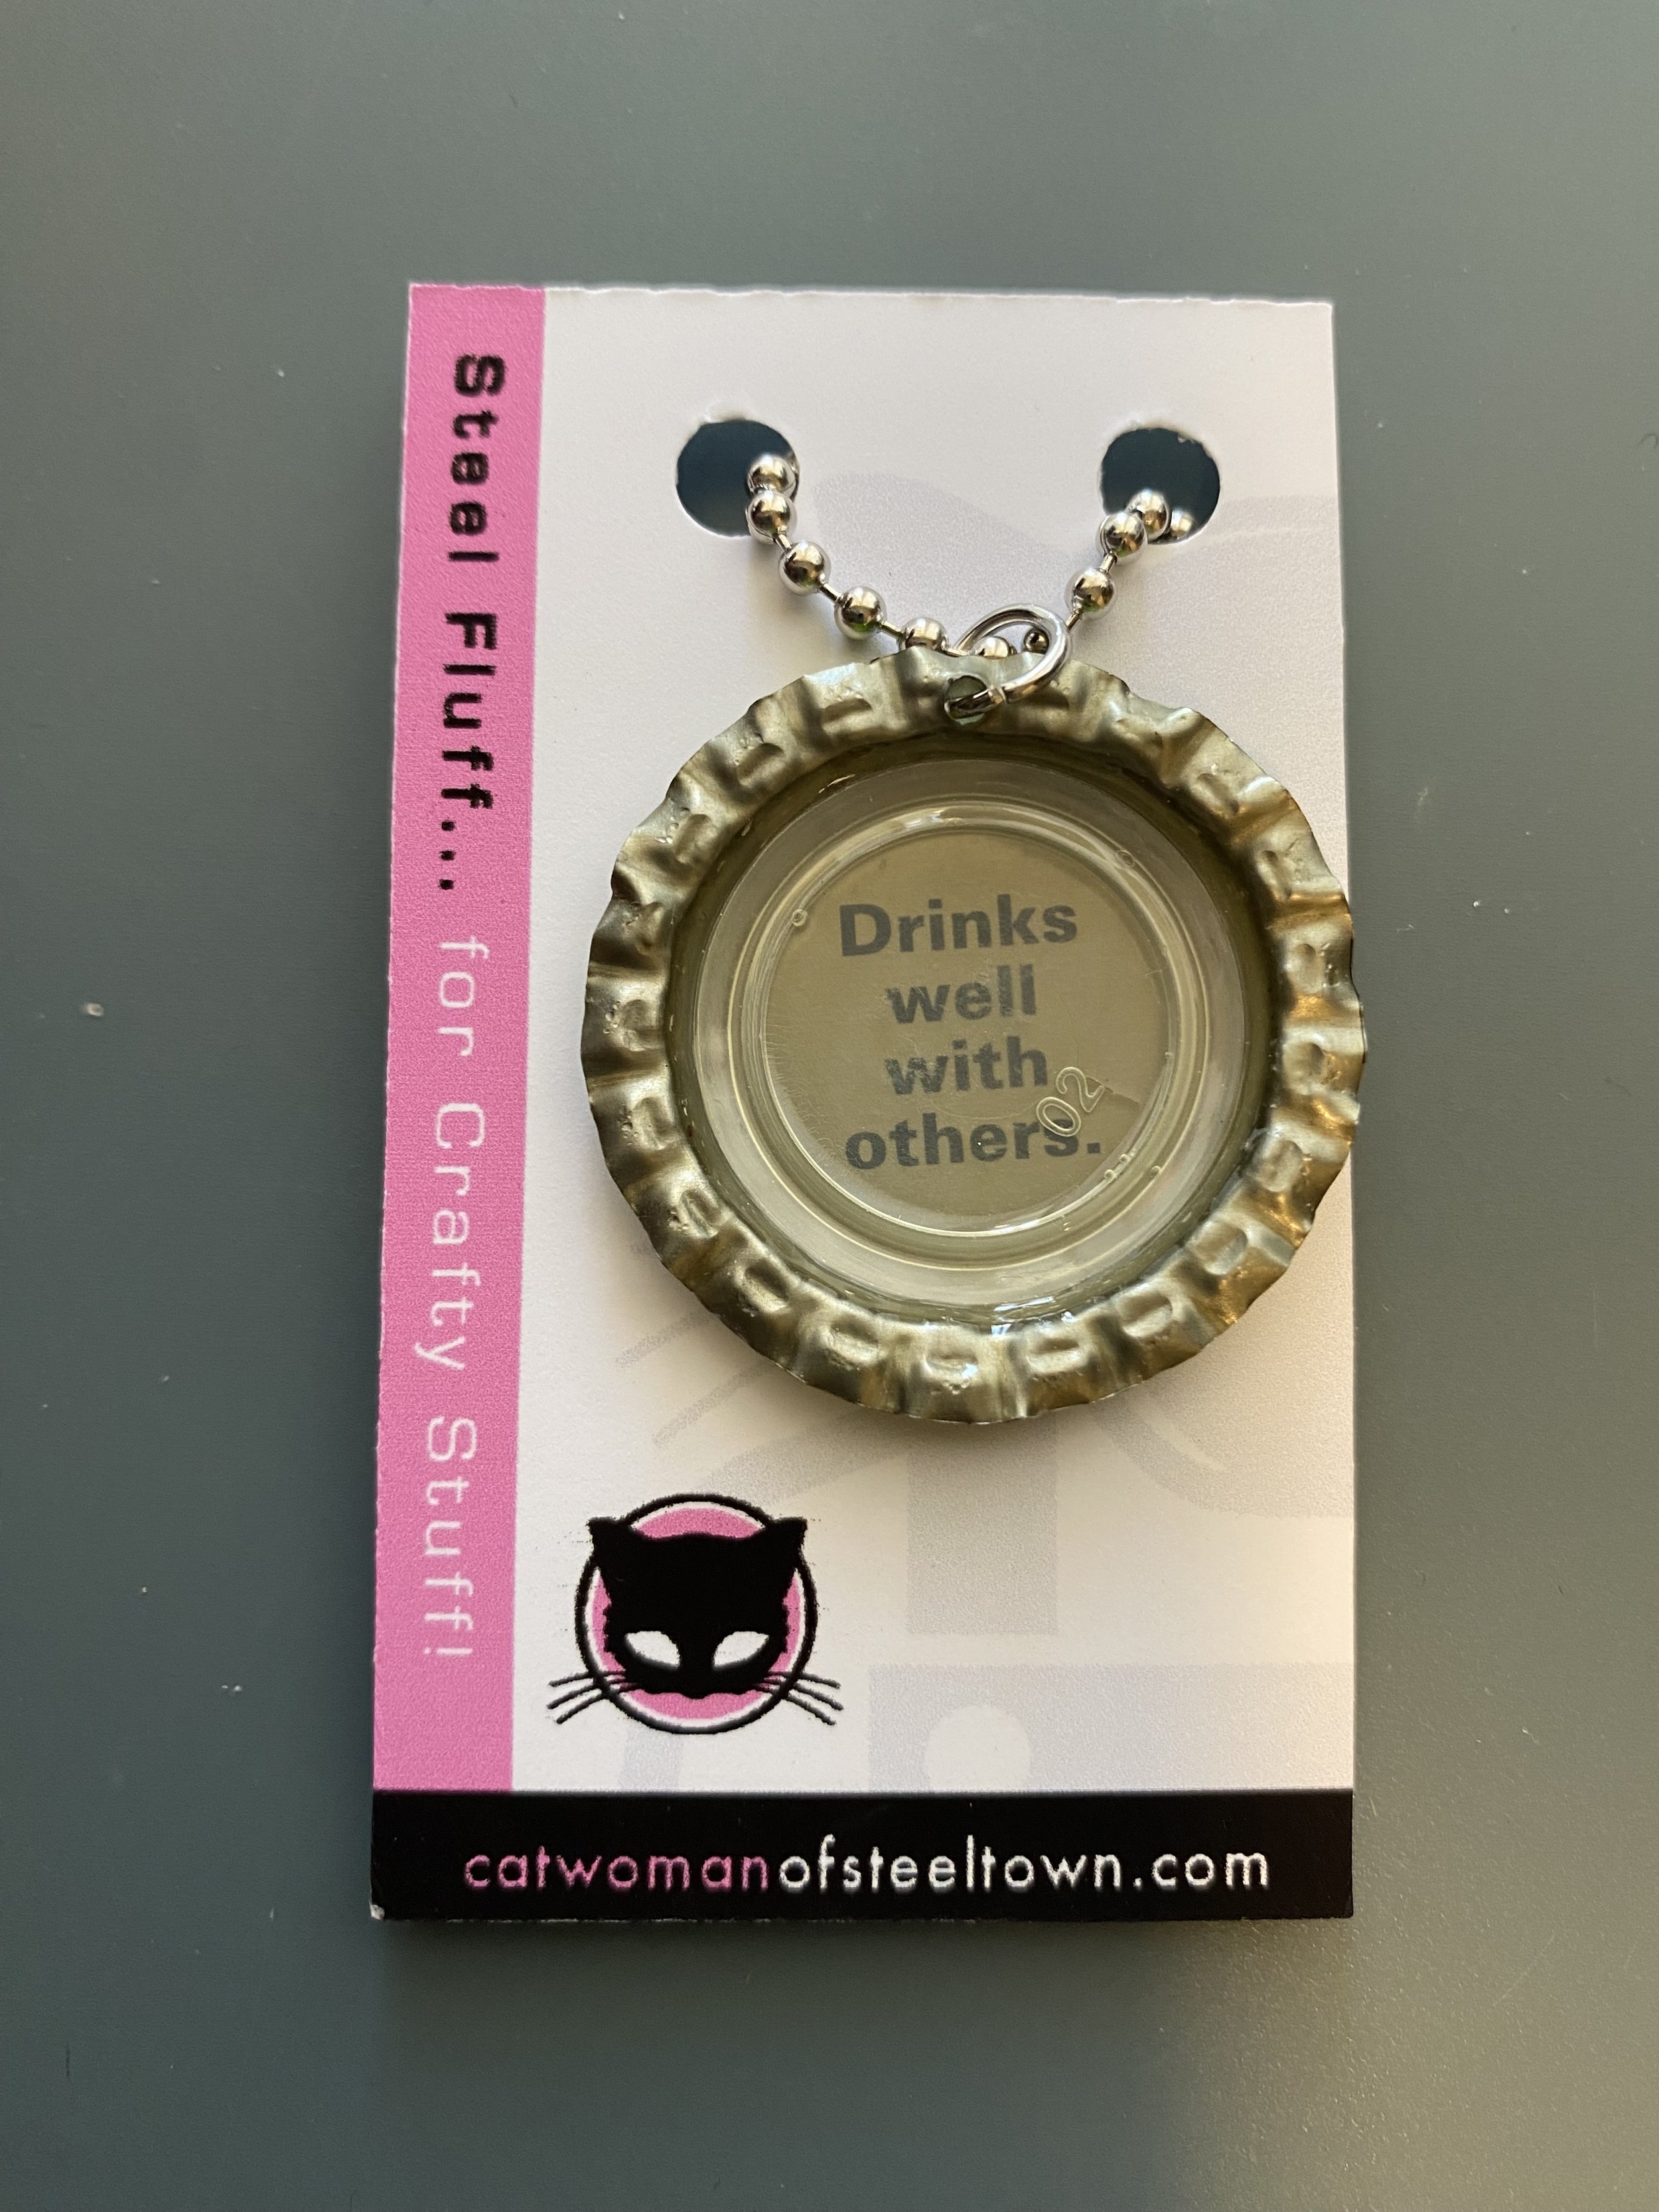 Steel Fluff... for Crafty Stuff!
Drinks
well
with
others.
02
catwomanofsteeltown.com